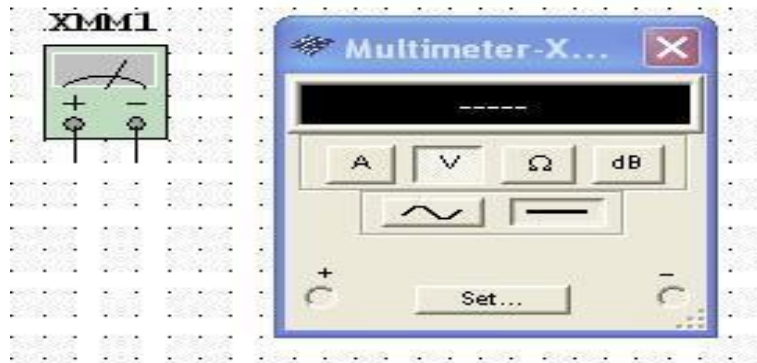 XMM1
Multimeter-X...
-----
A V Ω dB
+ −
+ −
Set...